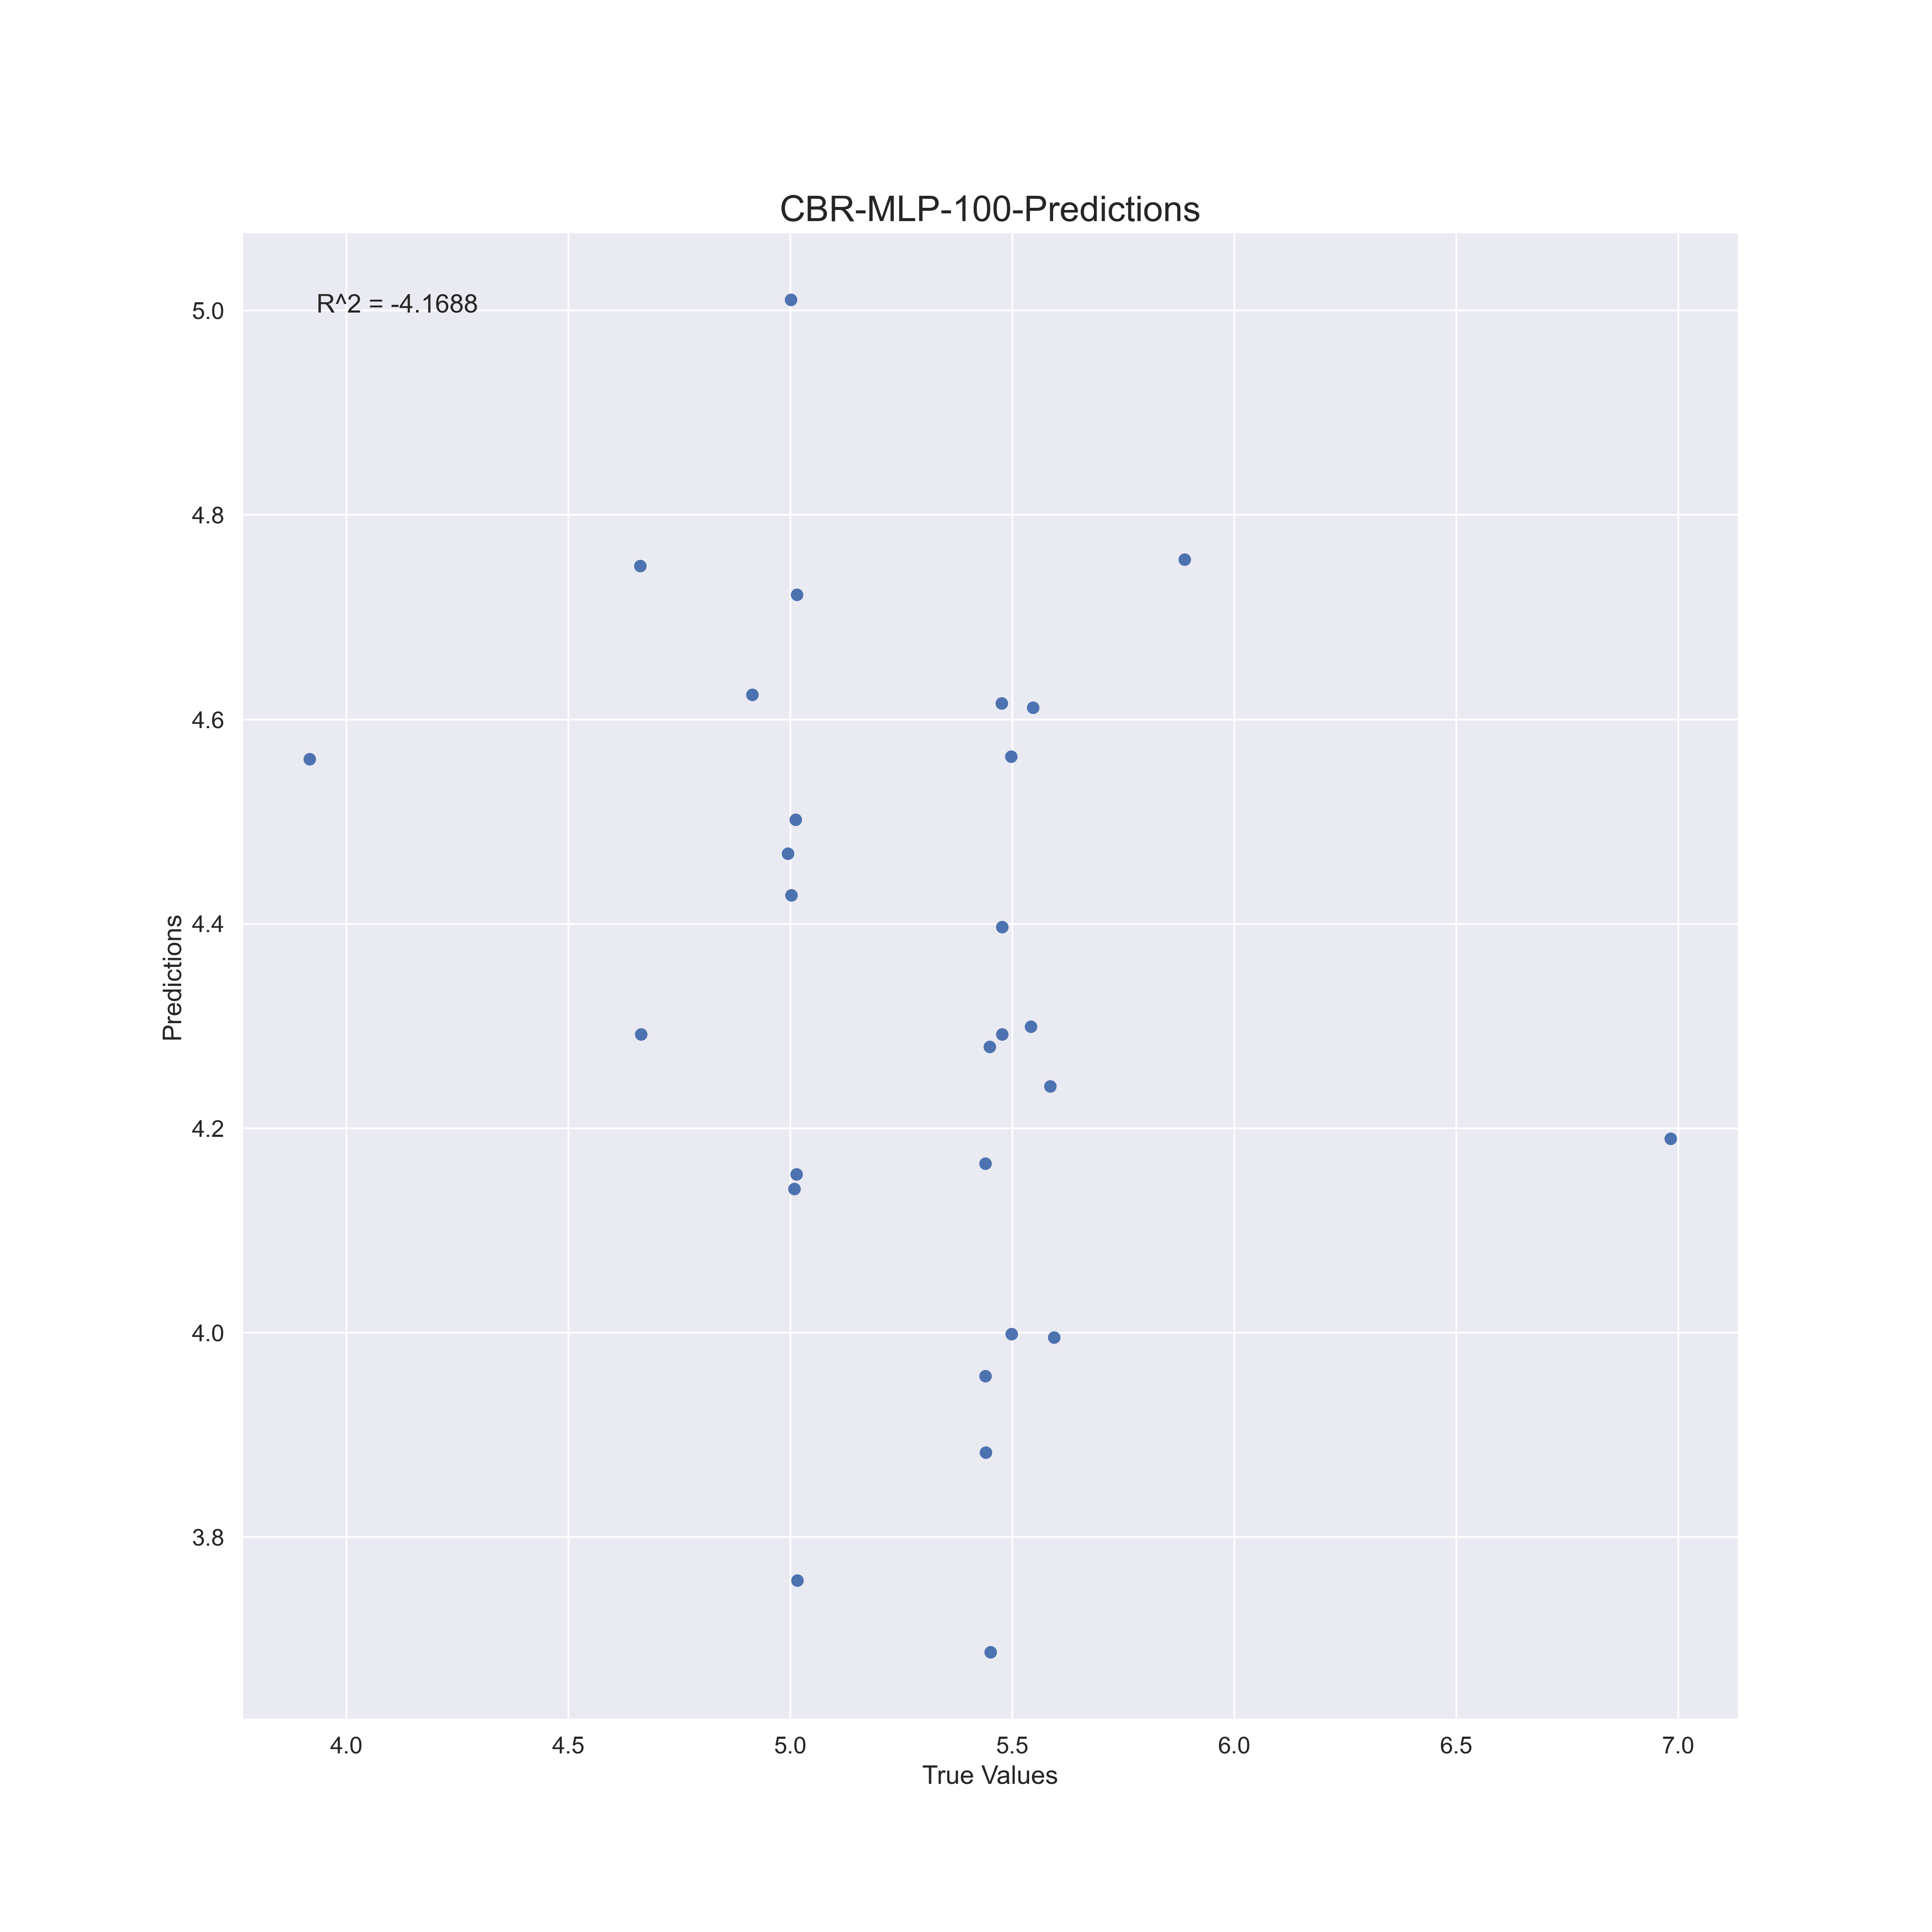 CBR-MLP-100-Predictions
R^2 = -4.1688
5.0
4.8
4.6
4.4
4.2
4.0
3.8
Predictions
4.0 4.5 5.0 5.5 6.0 6.5 7.0
True Values